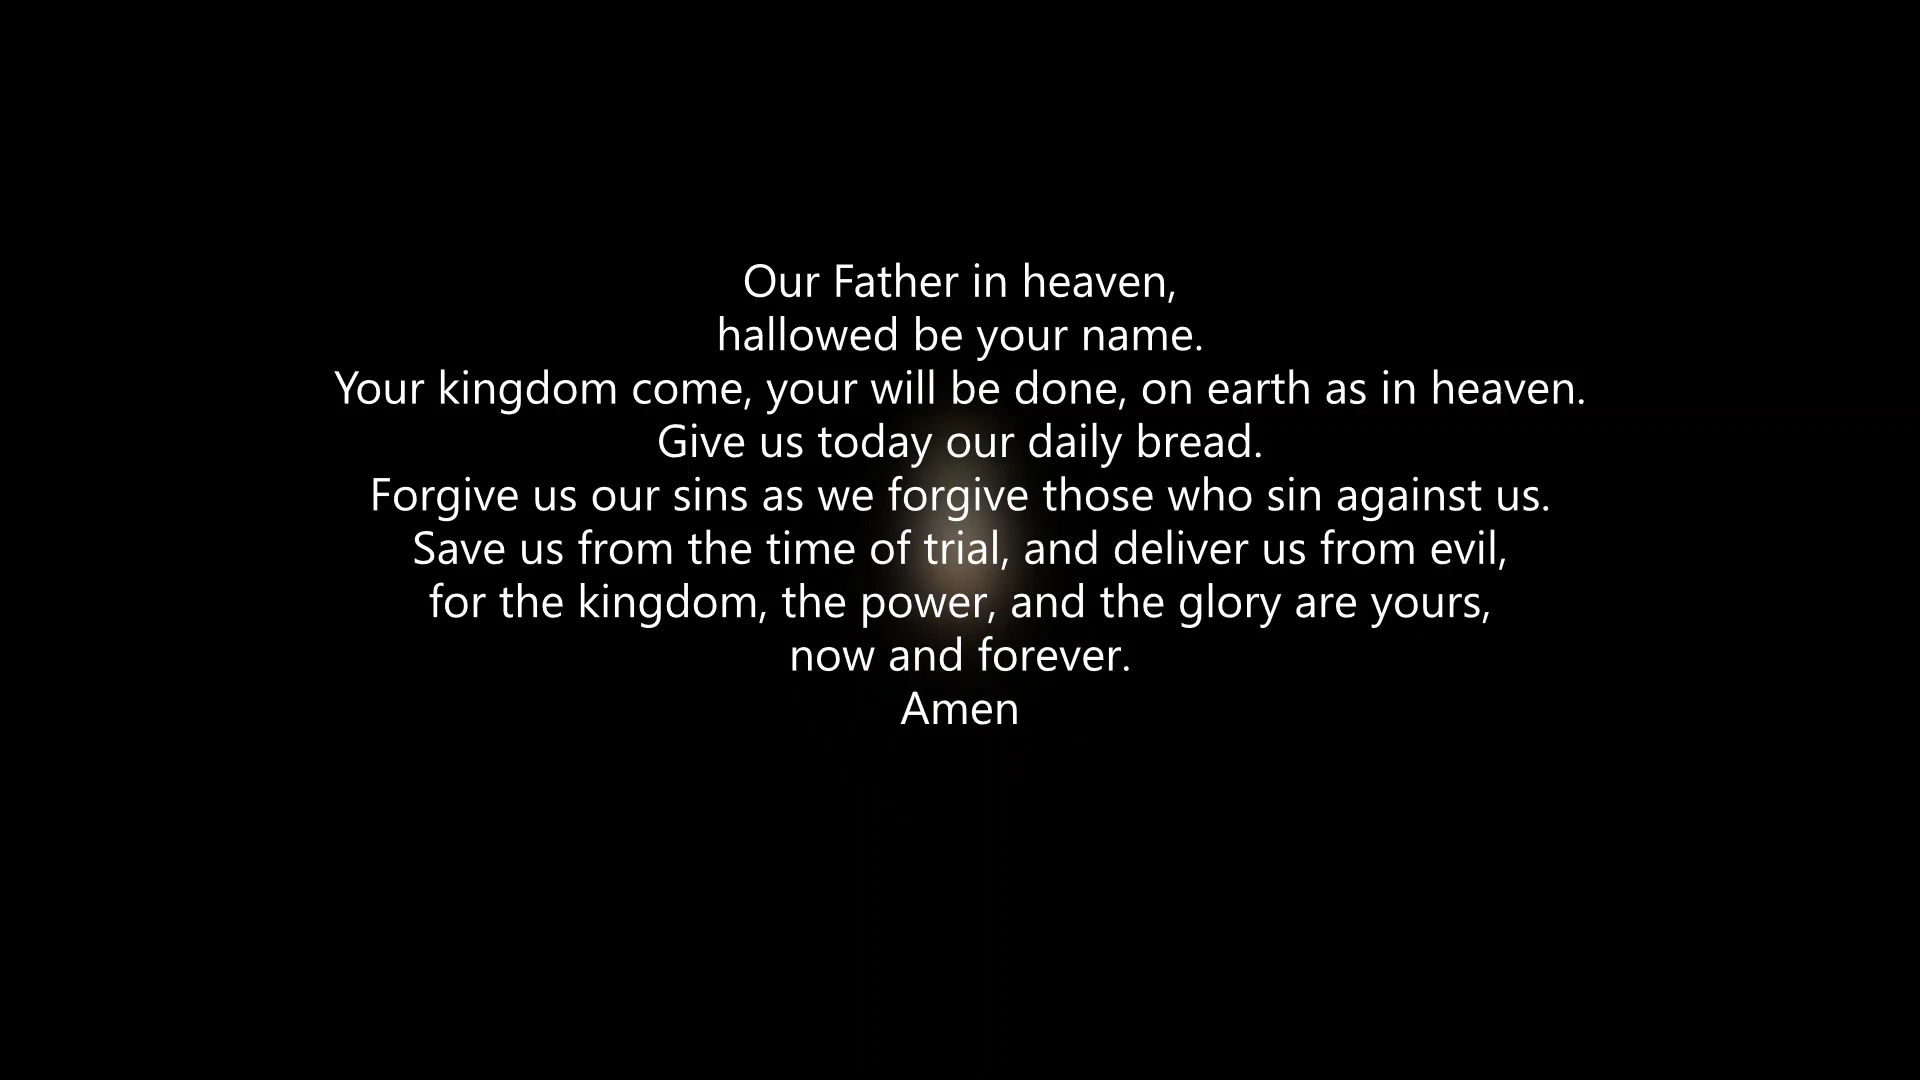 Our Father in heaven,
hallowed be your name.
Your kingdom come, your will be done, on earth as in heaven.
Give us today our daily bread.
Forgive us our sins as we forgive those who sin against us.
Save us from the time of trial, and deliver us from evil,
for the kingdom, the power, and the glory are yours,
now and forever.
Amen